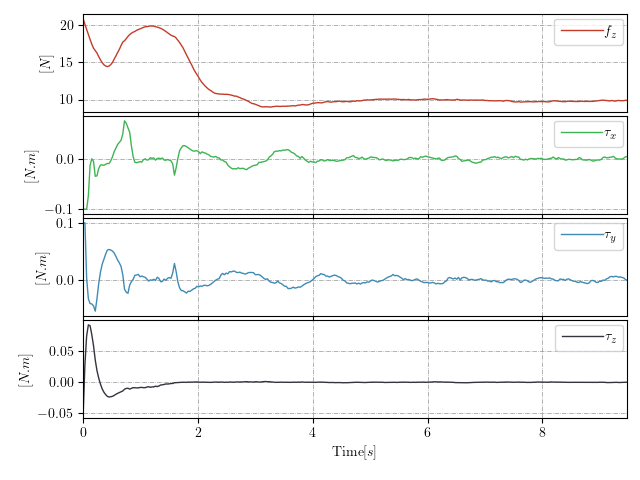 20
15
10
[N]
f_z
0.0
−0.1
[N.m]
τ_x
0.1
0.0
[N.m]
τ_y
0.05
0.00
−0.05
[N.m]
τ_z
0 2 4 6 8
Time[s]